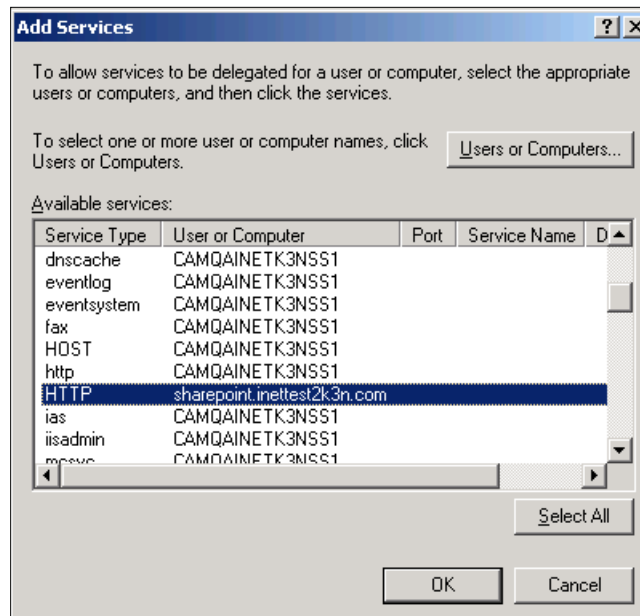 Add Services
To allow services to be delegated for a user or computer, select the appropriate
users or computers, and then click the services.
To select one or more user or computer names, click
Users or Computers.
Users or Computers...
Available services:
Service Type User or Computer Port Service Name D
dnscache CAMQAINETK3NSS1
eventlog CAMQAINETK3NSS1
eventsystem CAMQAINETK3NSS1
fax CAMQAINETK3NSS1
HOST CAMQAINETK3NSS1
http CAMQAINETK3NSS1
HTTP sharepoint.inettest2k3n.com
ias CAMQAINETK3NSS1
iisadmin CAMQAINETK3NSS1
mcsvc CAMQAINETK3NSS1
Select All
OK Cancel